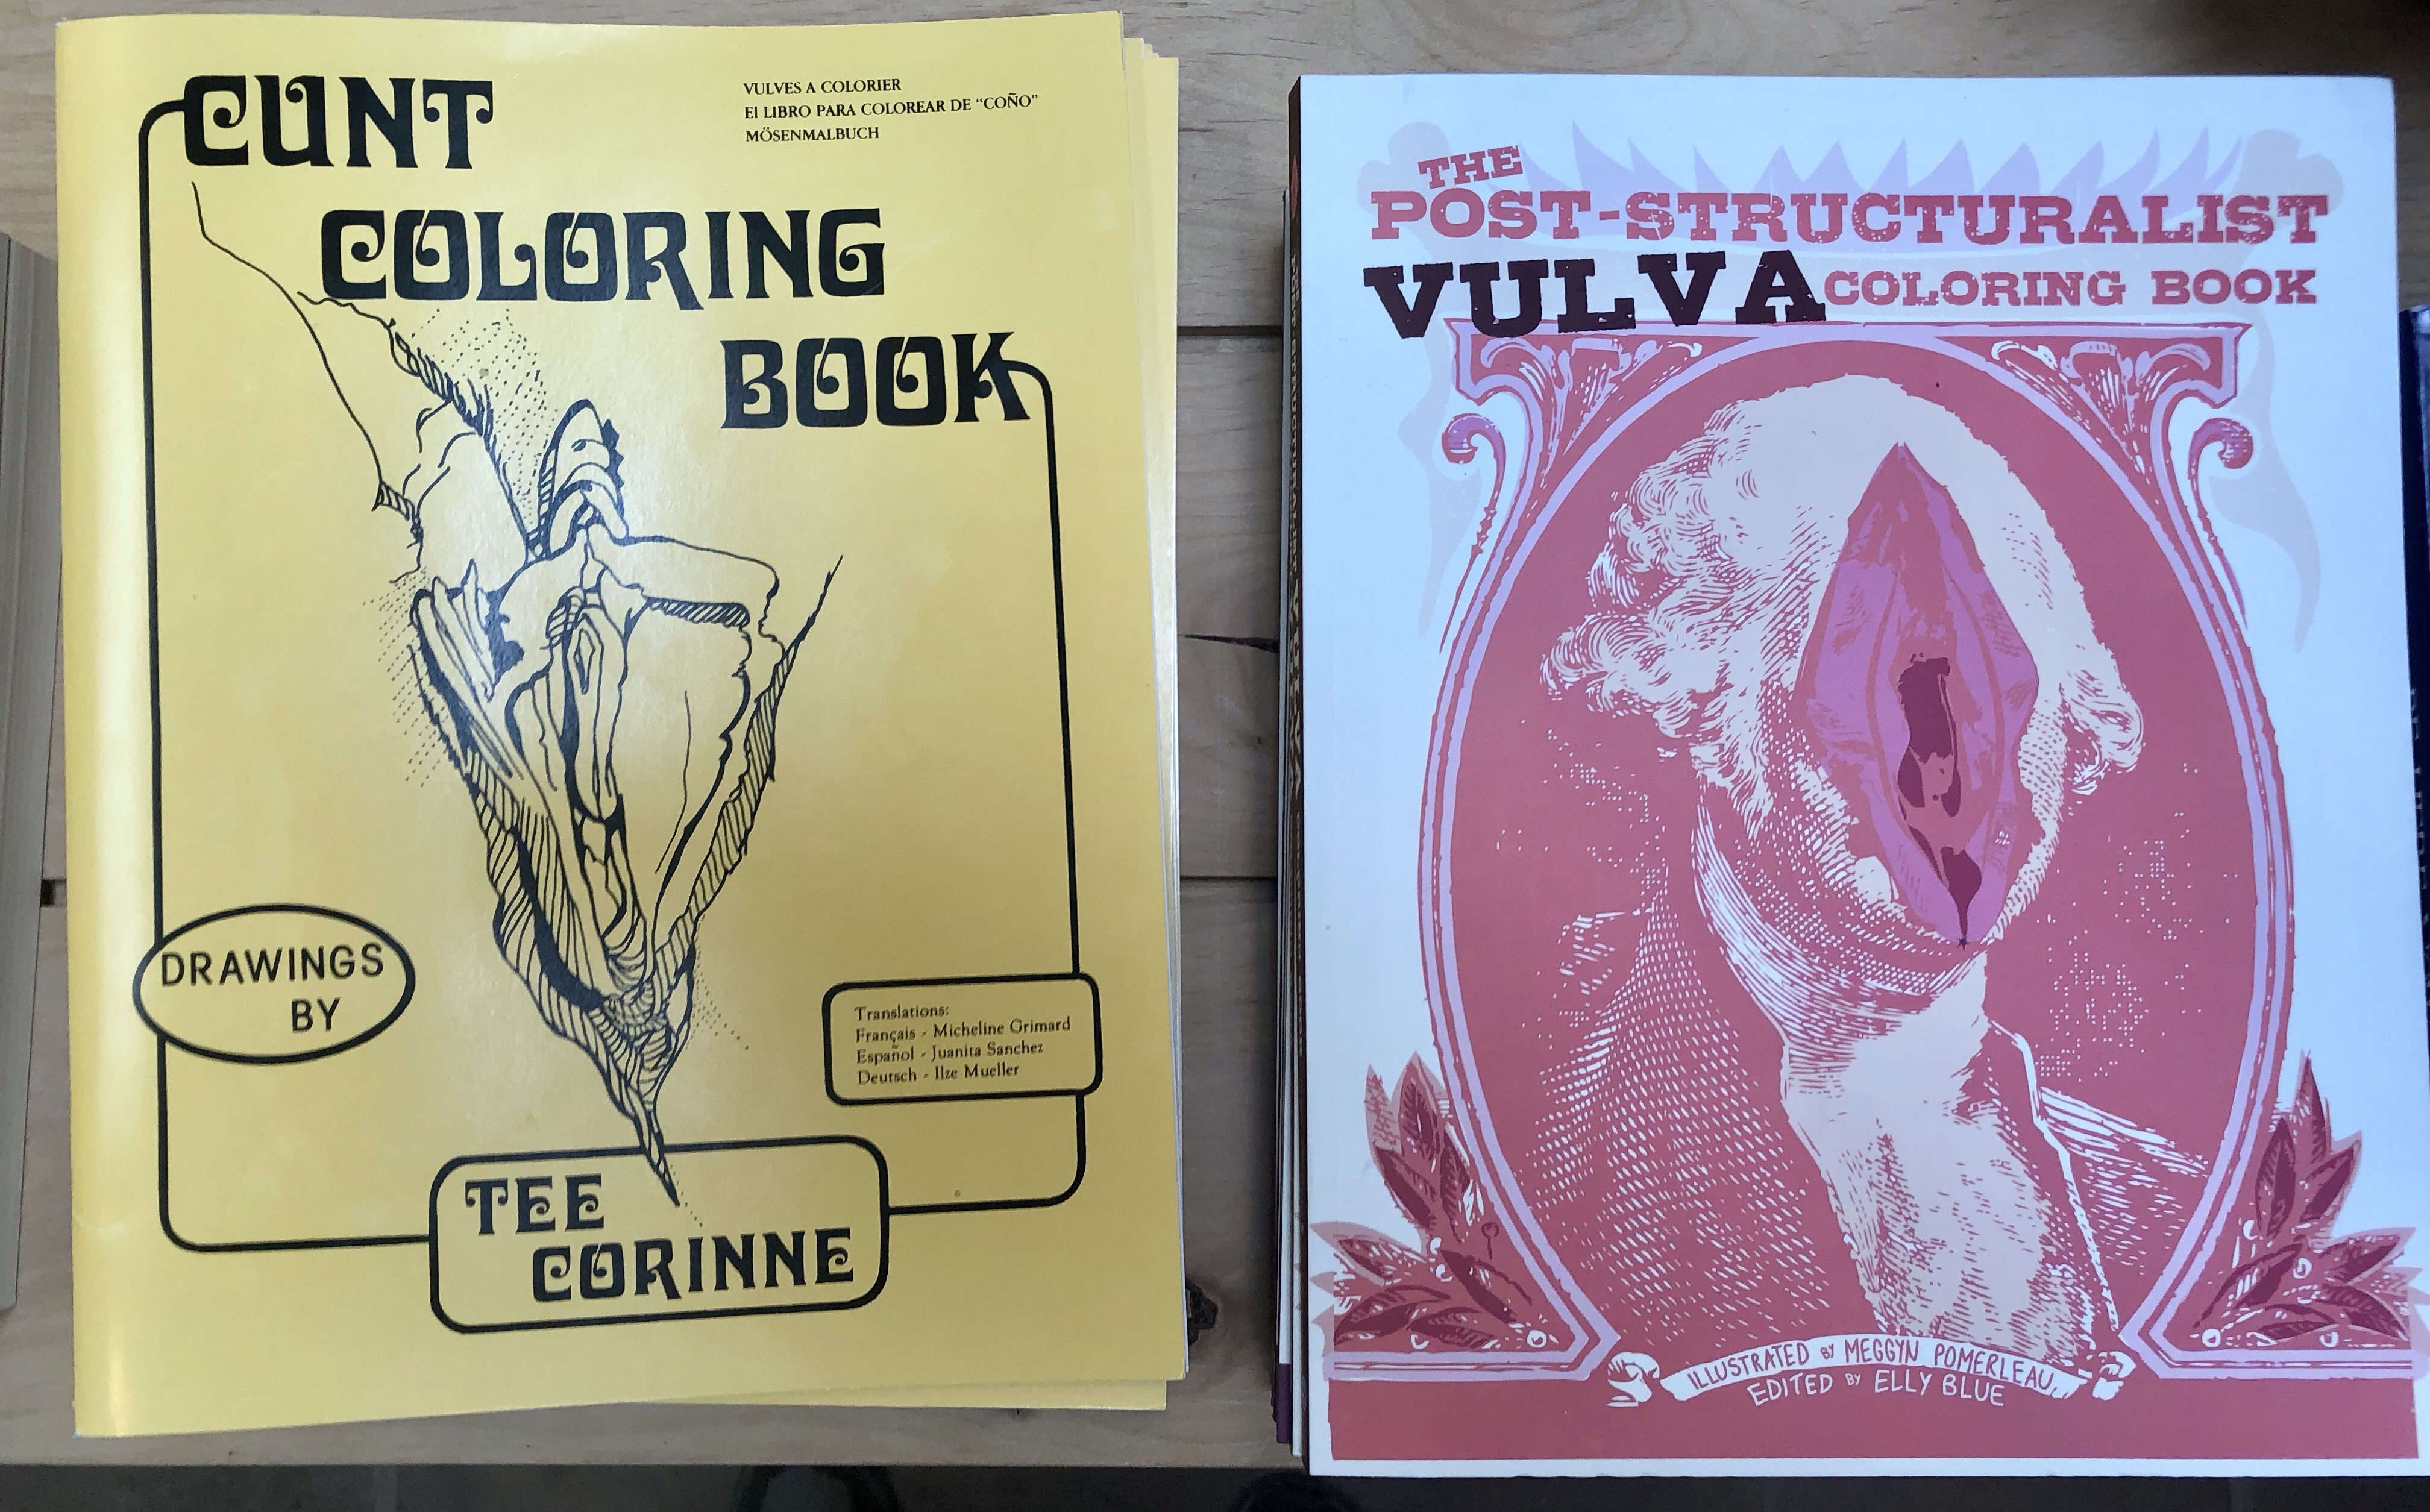 CUNT
COLORING
BOOK
VULVES A COLORIER
El LIBRO PARA COLOREAR DE "COÑO"
MÖSENMALBUCH
DRAWINGS
BY
Translations:
Français - Micheline Grimard
Español - Juanita Sanchez
Deutsch - Ilze Mueller
TEE
CORINNE
THE
POST-STRUCTURALIST
VULVA COLORING BOOK
ILLUSTRATED BY MEGGYN POMERLEAU
EDITED BY ELLY BLUE